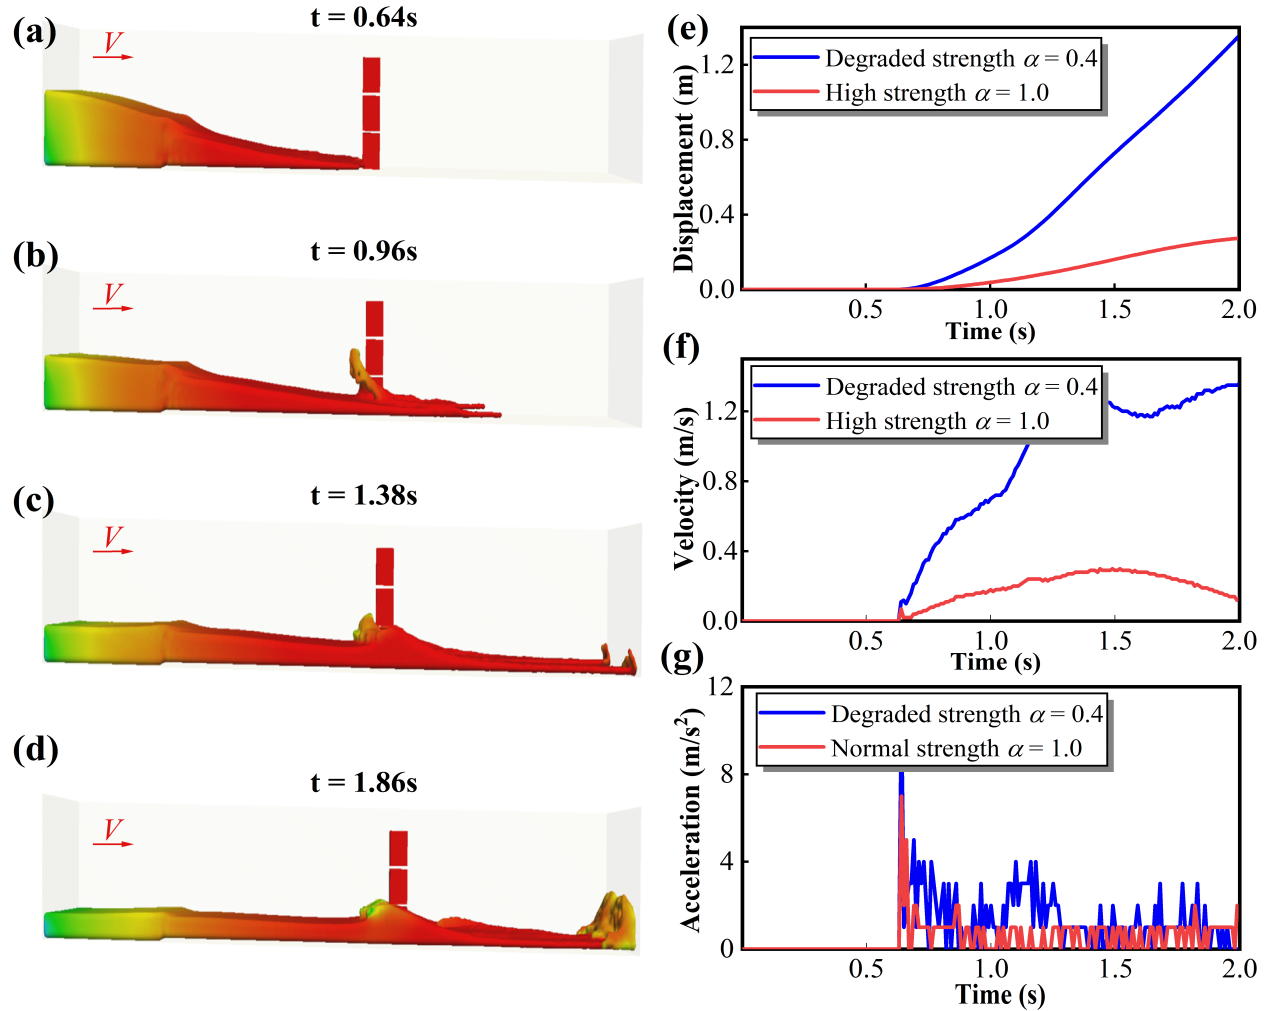 (a)
t = 0.64s
V
(b)
t = 0.96s
V
(c)
t = 1.38s
V
(d)
t = 1.86s
V
(e)
Degraded strength α = 0.4
High strength α = 1.0
Displacement (m)
1.2
0.8
0.4
0.0
0.5
1.0
1.5
2.0
Time (s)
(f)
Degraded strength α = 0.4
High strength α = 1.0
Velocity (m/s)
1.2
0.8
0.4
0.0
0.5
1.0
1.5
2.0
Time (s)
(g)
Degraded strength α = 0.4
Normal strength α = 1.0
Acceleration (m/s²)
12
8
4
0
0.5
1.0
1.5
2.0
Time (s)